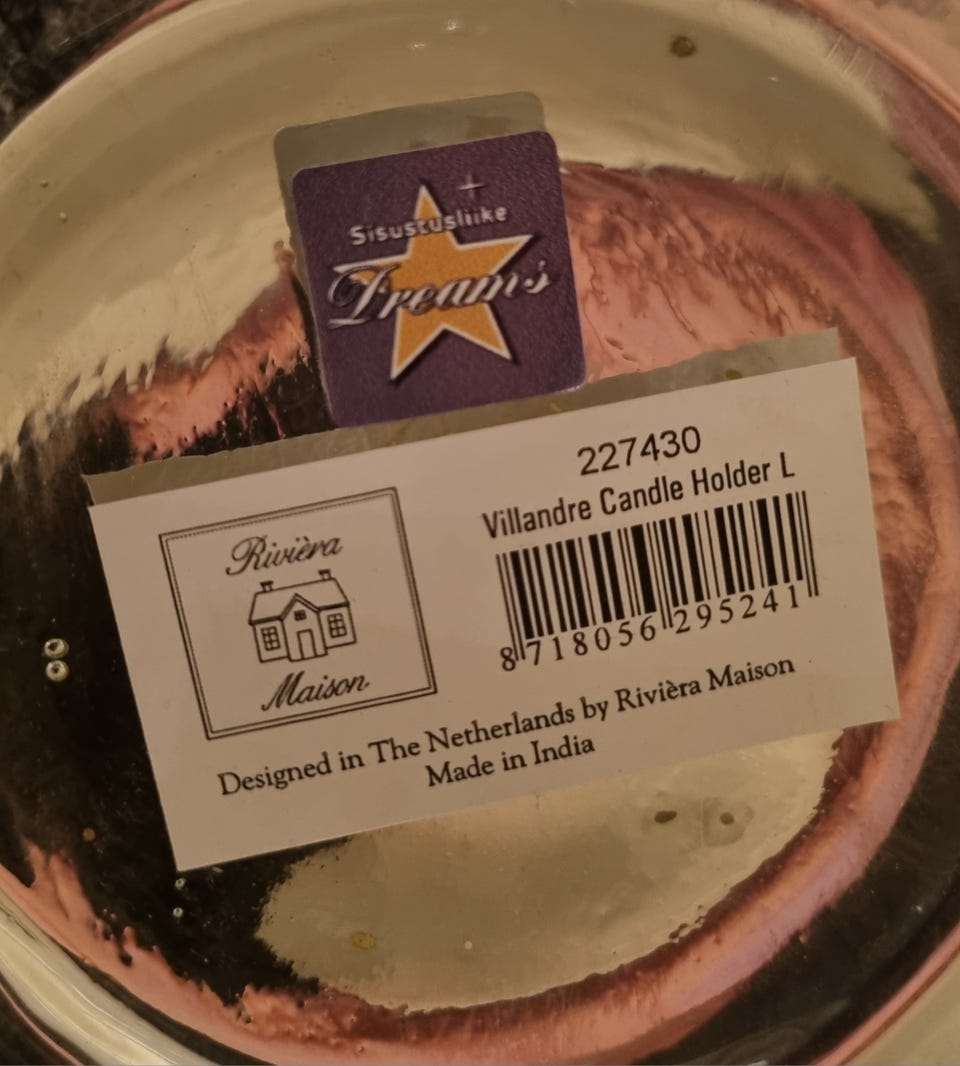 Sisustusliike
Dreams
227430
Villandre Candle Holder L
8 718056 295241
Rivièra
Maison
Designed in The Netherlands by Rivièra Maison
Made in India